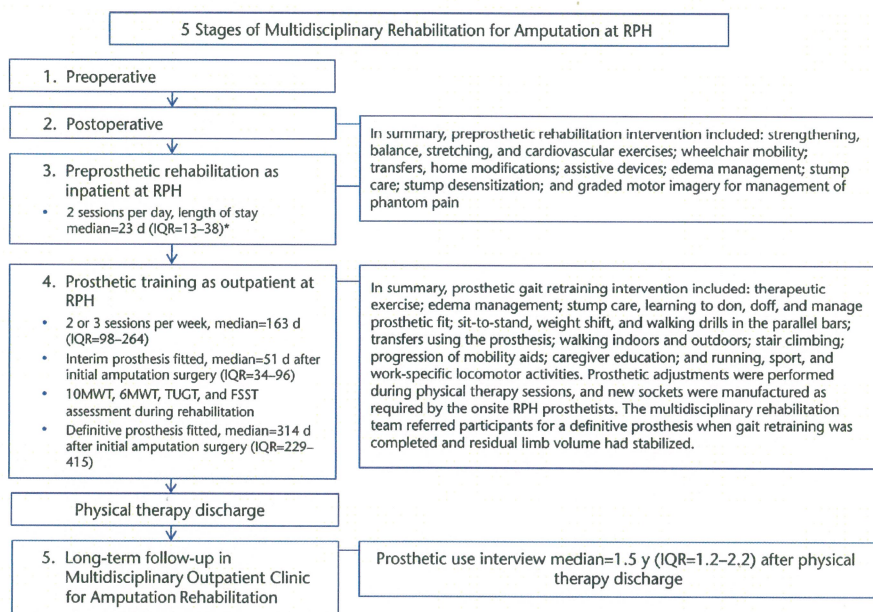 5 Stages of Multidisciplinary Rehabilitation for Amputation at RPH
1. Preoperative
2. Postoperative
In summary, preprosthetic rehabilitation intervention included: strengthening,
balance, stretching, and cardiovascular exercises; wheelchair mobility;
transfers, home modifications; assistive devices; edema management; stump
care; stump desensitization; and graded motor imagery for management of
phantom pain
3. Preprosthetic rehabilitation as
inpatient at RPH
• 2 sessions per day, length of stay
median=23 d (IQR=13–38)*
4. Prosthetic training as outpatient at
RPH
• 2 or 3 sessions per week, median=163 d
(IQR=98–264)
• Interim prosthesis fitted, median=51 d after
initial amputation surgery (IQR=34–96)
• 10MWT, 6MWT, TUGT, and FSST
assessment during rehabilitation
• Definitive prosthesis fitted, median=314 d
after initial amputation surgery (IQR=229–
415)
In summary, prosthetic gait retraining intervention included: therapeutic
exercise; edema management; stump care, learning to don, doff, and manage
prosthetic fit; sit-to-stand, weight shift, and walking drills in the parallel bars;
transfers using the prosthesis; walking indoors and outdoors; stair climbing;
progression of mobility aids; caregiver education; and running, sport, and
work-specific locomotor activities. Prosthetic adjustments were performed
during physical therapy sessions, and new sockets were manufactured as
required by the onsite RPH prosthetists. The multidisciplinary rehabilitation
team referred participants for a definitive prosthesis when gait retraining was
completed and residual limb volume had stabilized.
Physical therapy discharge
5. Long-term follow-up in
Multidisciplinary Outpatient Clinic
for Amputation Rehabilitation
Prosthetic use interview median=1.5 y (IQR=1.2–2.2) after physical
therapy discharge